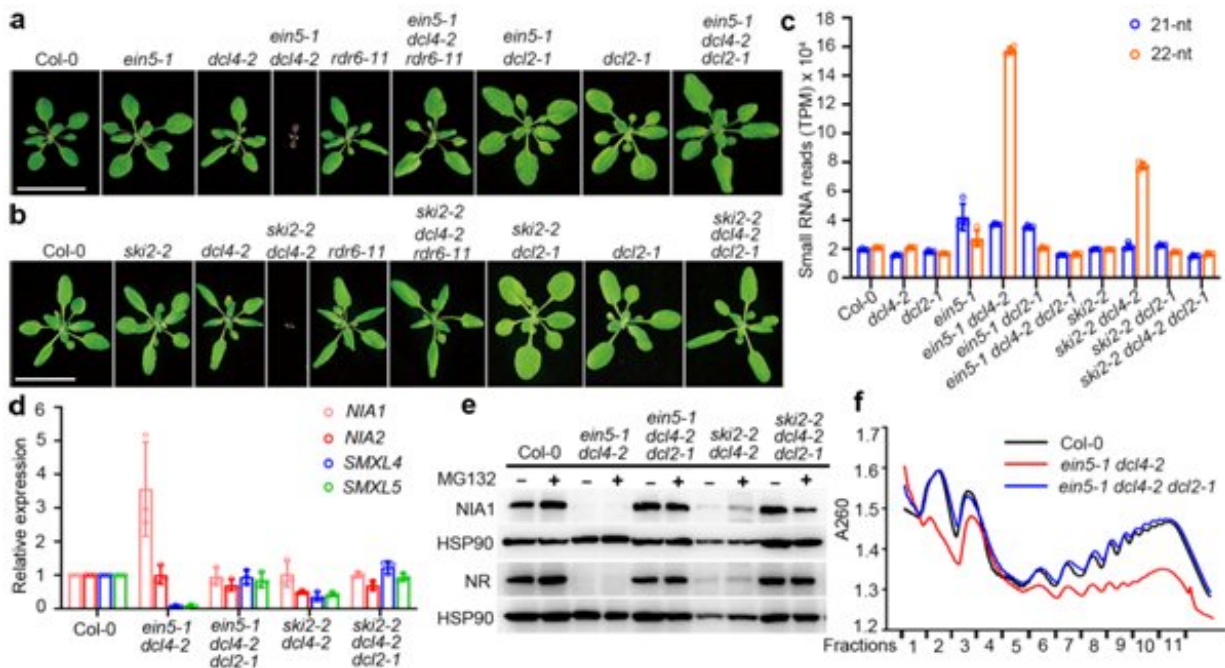 a
Col-0
ein5-1
dcl4-2
ein5-1
dcl4-2
rdr6-11
ein5-1
dcl4-2
rdr6-11
ein5-1
dcl2-1
dcl2-1
ein5-1
dcl4-2
dcl2-1
b
Col-0
ski2-2
dcl4-2
ski2-2
dcl4-2
rdr6-11
ski2-2
dcl4-2
rdr6-11
ski2-2
dcl2-1
dcl2-1
ski2-2
dcl4-2
dcl2-1
c
21-nt
22-nt
Small RNA reads (TPM) x 10⁴
16
14
12
10
8
6
4
2
0
Col-0
dcl4-2
dcl2-1
ein5-1
ein5-1 dcl4-2
ein5-1 dcl2-1
ein5-1 dcl4-2 dcl2-1
ski2-2
ski2-2 dcl4-2
ski2-2 dcl2-1
ski2-2 dcl4-2 dcl2-1
d
Relative expression
6
5
4
3
2
1
0
NIA1
NIA2
SMXL4
SMXL5
Col-0
ein5-1
dcl4-2
ein5-1
dcl4-2
dcl2-1
ski2-2
dcl4-2
ski2-2
dcl4-2
dcl2-1
e
Col-0
ein5-1
dcl4-2
ein5-1
dcl4-2
dcl2-1
ski2-2
dcl4-2
ski2-2
dcl4-2
dcl2-1
MG132 − + − + − + − + − +
NIA1
HSP90
NR
HSP90
f
Col-0
ein5-1 dcl4-2
ein5-1 dcl4-2 dcl2-1
A260
1.7
1.6
1.5
1.4
1.3
1.2
Fractions 1 2 3 4 5 6 7 8 9 10 11